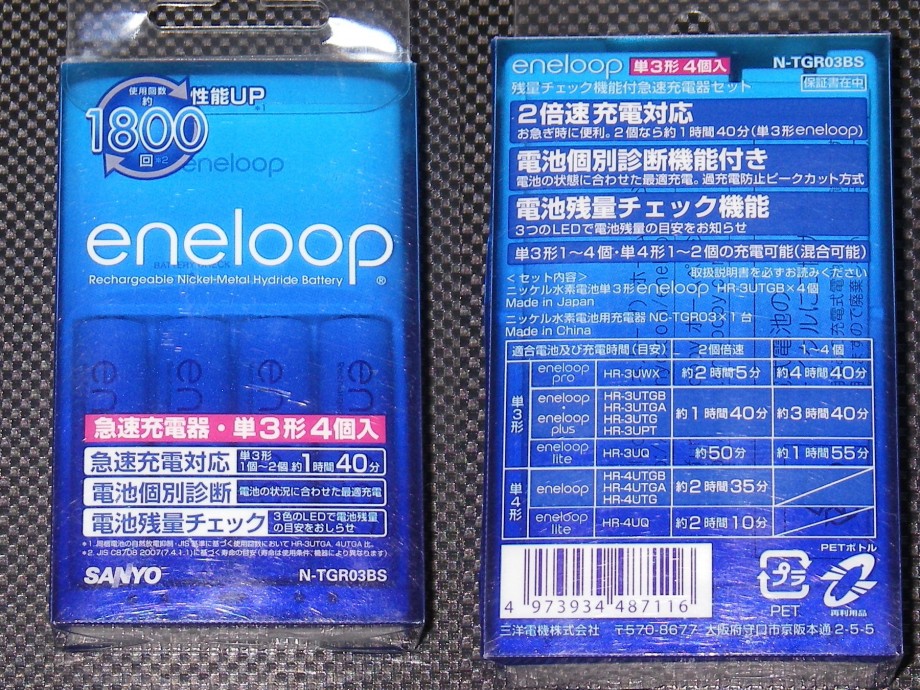 使用回数
約
1800
回※2
性能UP
※1
eneloop
eneloop
Rechargeable Nickel-Metal Hydride Battery ®
急速充電器・単3形4個入
急速充電対応 単3形 1個〜2個 約1時間40分
電池個別診断 電池の状況に合わせた最適充電
電池残量チェック 3色のLEDで電池残量の目安をおしらせ
SANYO N-TGR03BS
eneloop 単3形 4個入 N-TGR03BS
残量チェック機能付急速充電器セット 保証書在中
2倍速充電対応
お急ぎ時に便利。2個なら約1時間40分(単3形eneloop)
電池個別診断機能付き
電池の状態に合わせた最適充電。過充電防止ピークカット方式
電池残量チェック機能
3つのLEDで電池残量の目安をお知らせ
単3形1〜4個・単4形1〜2個の充電可能(混合可能)
<セット内容> 取扱説明書を必ずお読みください
ニッケル水素電池単3形eneloop HR-3UTGB×4個
Made in Japan
ニッケル水素電池用充電器 NC-TGR03×1台
Made in China
適合電池及び充電時間(目安) 2個倍速 1〜4個
単3形
eneloop pro HR-3UWX 約2時間5分 約4時間40分
eneloop・eneloop plus HR-3UTGB HR-3UTGA HR-3UTG HR-3UPT 約1時間40分 約3時間40分
eneloop lite HR-3UQ 約50分 約1時間55分
単4形
eneloop HR-4UTGB HR-4UTGA HR-4UTG 約2時間35分
eneloop lite HR-4UQ 約2時間10分
4 973934 487116
プラ
PET
PETボトル
再利用品
三洋電機株式会社 〒570-8677 大阪府守口市京阪本通2-5-5